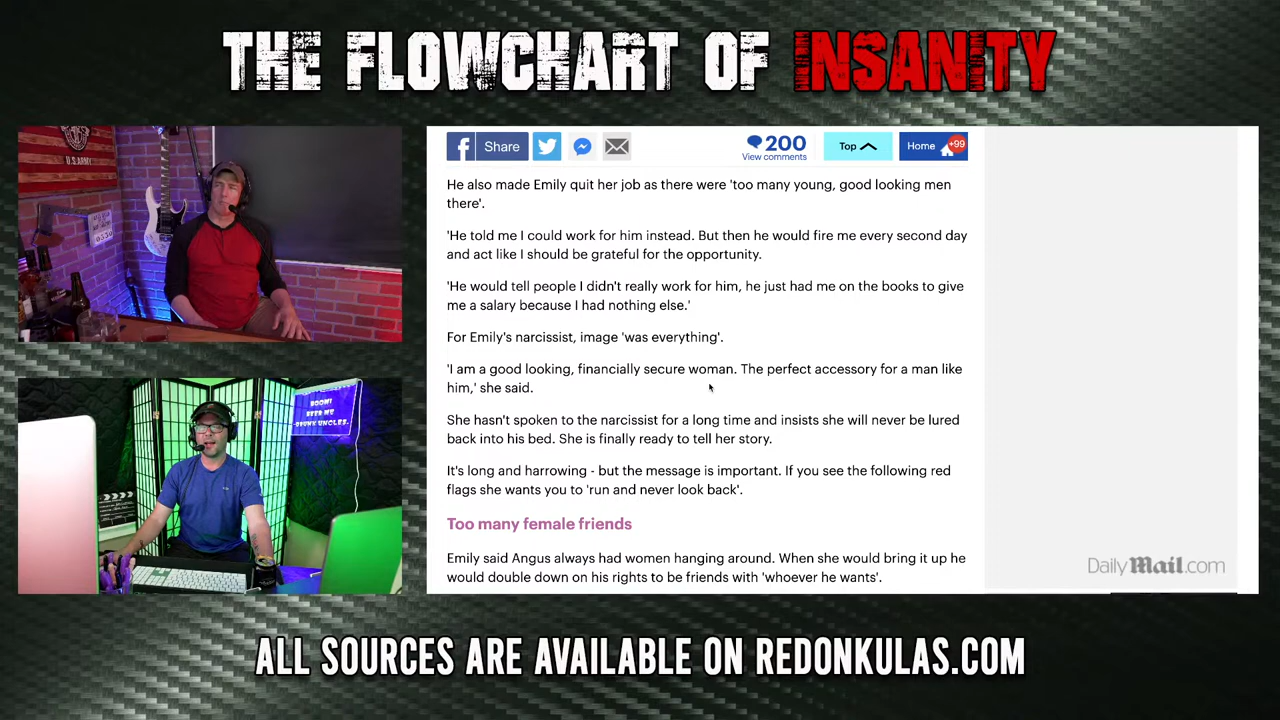 THE FLOWCHART OF INSANITY
U.S. ARMY
BOOM!
BEER ME
DRUNK UNCLES.
f Share
200
View comments
Top
Home
+99
He also made Emily quit her job as there were 'too many young, good looking men
there'.
'He told me I could work for him instead. But then he would fire me every second day
and act like I should be grateful for the opportunity.
'He would tell people I didn't really work for him, he just had me on the books to give
me a salary because I had nothing else.'
For Emily's narcissist, image 'was everything'.
'I am a good looking, financially secure woman. The perfect accessory for a man like
him,' she said.
She hasn't spoken to the narcissist for a long time and insists she will never be lured
back into his bed. She is finally ready to tell her story.
It's long and harrowing - but the message is important. If you see the following red
flags she wants you to 'run and never look back'.
Too many female friends
Emily said Angus always had women hanging around. When she would bring it up he
would double down on his rights to be friends with 'whoever he wants'.
DailyMail.com
ALL SOURCES ARE AVAILABLE ON REDONKULAS.COM